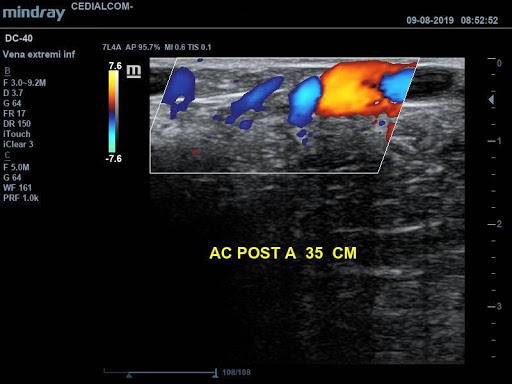 mindray CEDIALCOM-
09-08-2019 08:52:52
DC-40
Vena extremi inf
7L4A AP 95.7% MI 0.6 TIS 0.1
B
F 3.0~9.2M
D 3.7
G 64
FR 17
DR 150
iTouch
iClear 3
C
F 5.0M
G 64
WF 161
PRF 1.0k
7.6
-7.6
m
0
1
2
3
AC POST A 35 CM
108/108